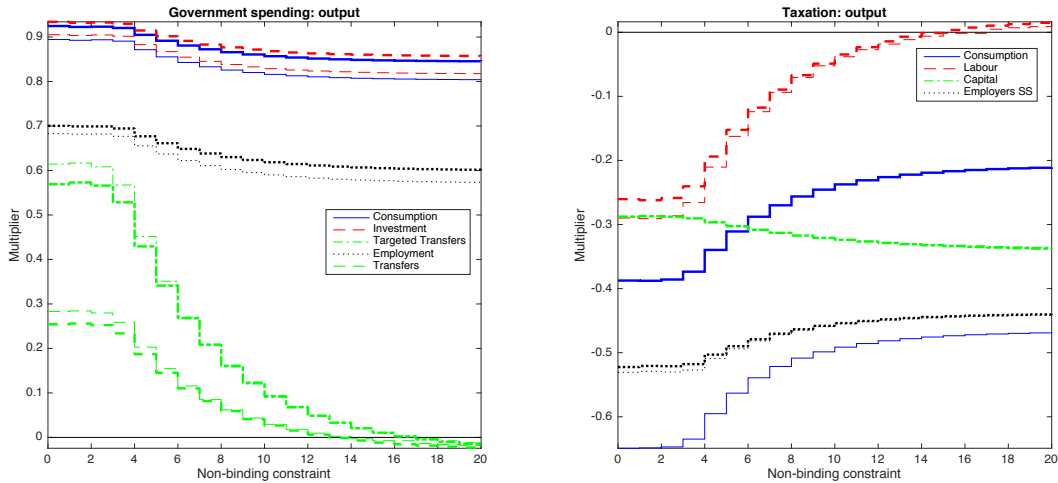 Government spending: output
0.9
0.8
0.7
0.6
0.5
0.4
0.3
0.2
0.1
0
Multiplier
Consumption
Investment
Targeted Transfers
Employment
Transfers
0 2 4 6 8 10 12 14 16 18 20
Non-binding constraint
Taxation: output
0
-0.1
-0.2
-0.3
-0.4
-0.5
-0.6
Multiplier
Consumption
Labour
Capital
Employers SS
0 2 4 6 8 10 12 14 16 18 20
Non-binding constraint